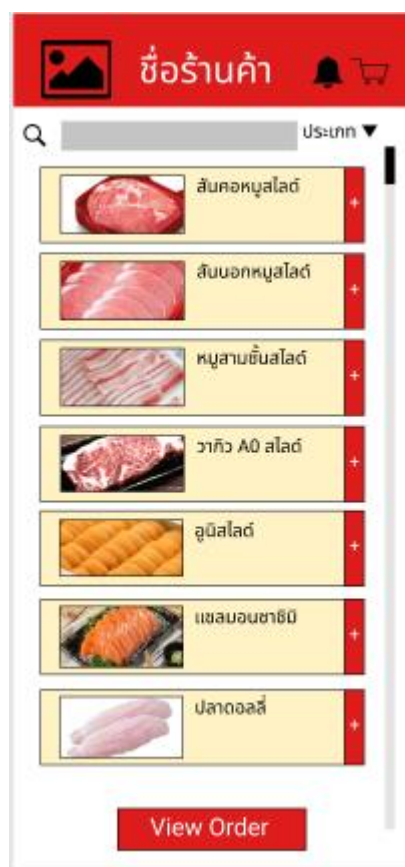 ชื่อร้านค้า
ประเภท ▼
สันคอหมูสไลด์
+
สันนอกหมูสไลด์
+
หมูสามชั้นสไลด์
+
วากิว A0 สไลด์
+
อูนิสไลด์
+
แซลมอนซาชิมิ
+
ปลาดอลลี่
+
View Order